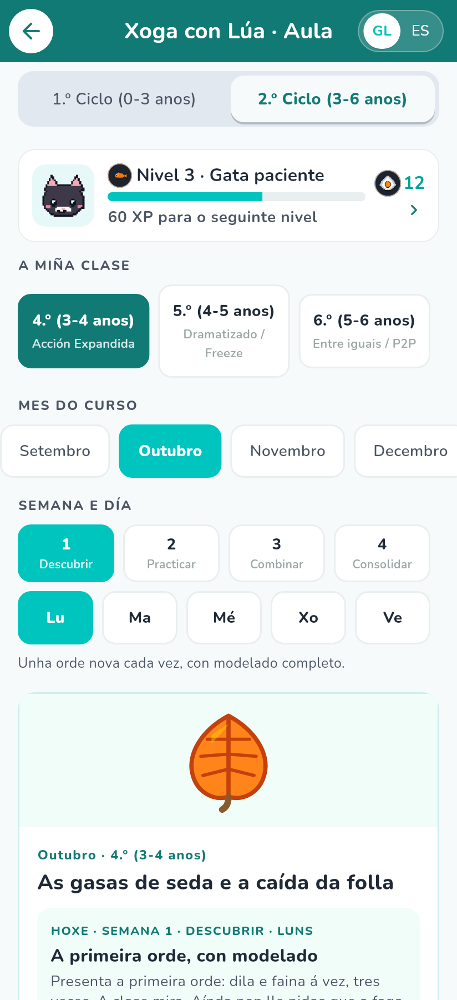 Xoga con Lúa · Aula
GL ES
1.º Ciclo (0-3 anos)
2.º Ciclo (3-6 anos)
Nivel 3 · Gata paciente
12
60 XP para o seguinte nivel
A MIÑA CLASE
4.º (3-4 anos)
Acción Expandida
5.º (4-5 anos)
Dramatizado /
Freeze
6.º (5-6 anos)
Entre iguais / P2P
MES DO CURSO
Setembro
Outubro
Novembro
Decembro
SEMANA E DÍA
1
Descubrir
2
Practicar
3
Combinar
4
Consolidar
Lu
Ma
Mé
Xo
Ve
Unha orde nova cada vez, con modelado completo.
Outubro · 4.º (3-4 anos)
As gasas de seda e a caída da folla
HOXE · SEMANA 1 · DESCUBRIR · LUNS
A primeira orde, con modelado
Presenta a primeira orde: dila e faina á vez, tres